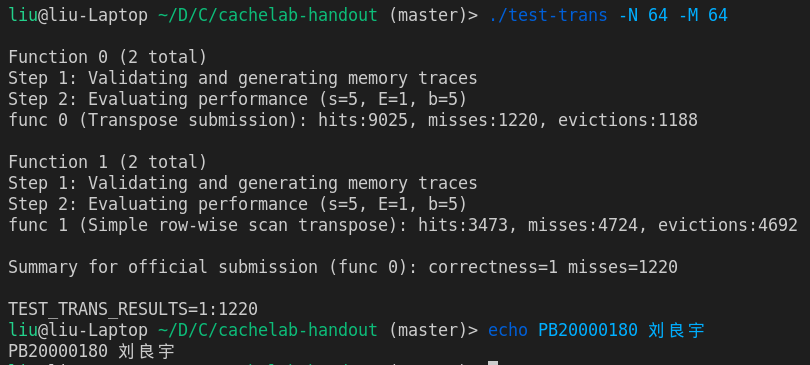 liu@liu-Laptop ~/D/C/cachelab-handout (master)> ./test-trans -N 64 -M 64
Function 0 (2 total)
Step 1: Validating and generating memory traces
Step 2: Evaluating performance (s=5, E=1, b=5)
func 0 (Transpose submission): hits:9025, misses:1220, evictions:1188
Function 1 (2 total)
Step 1: Validating and generating memory traces
Step 2: Evaluating performance (s=5, E=1, b=5)
func 1 (Simple row-wise scan transpose): hits:3473, misses:4724, evictions:4692
Summary for official submission (func 0): correctness=1 misses=1220
TEST_TRANS_RESULTS=1:1220
liu@liu-Laptop ~/D/C/cachelab-handout (master)> echo PB20000180 刘良宇
PB20000180 刘良宇